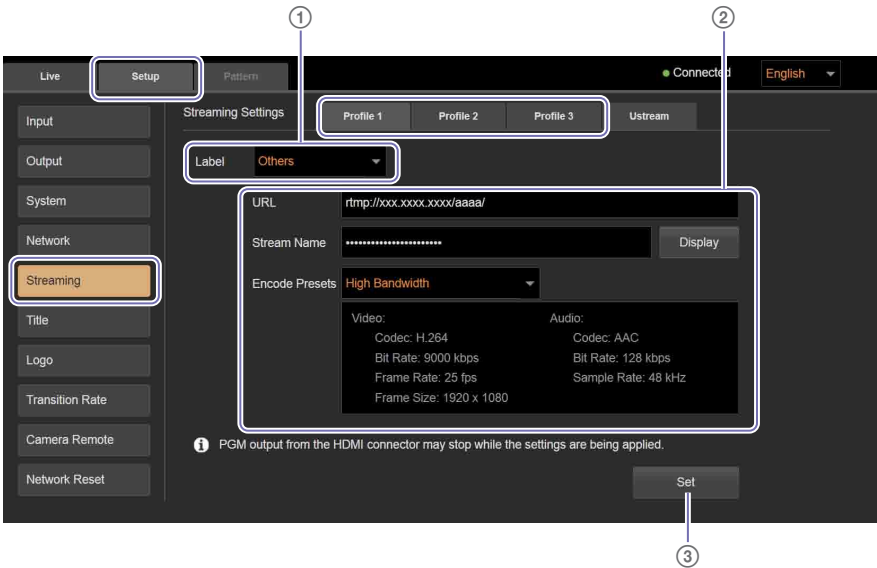 ① ②
Live Setup Pattern Connected English
Streaming Settings Profile 1 Profile 2 Profile 3 Ustream
Input
Label Others
Output
URL rtmp://xxx.xxxx.xxxx/aaaa/
System
Stream Name ••••••••••••••••••••••• Display
Network
Encode Presets High Bandwidth
Streaming
Video: Audio:
Title
Codec: H.264 Codec: AAC
Bit Rate: 9000 kbps Bit Rate: 128 kbps
Logo
Frame Rate: 25 fps Sample Rate: 48 kHz
Frame Size: 1920 x 1080
Transition Rate
Camera Remote
PGM output from the HDMI connector may stop while the settings are being applied.
Network Reset
Set
③